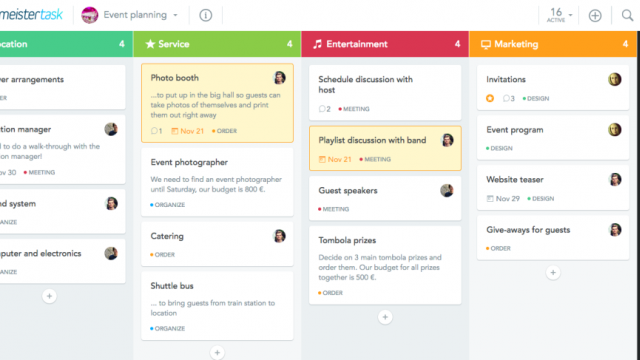 meistertask
Event planning
16
ACTIVE
ocation 4
Service 4
Entertainment 4
Marketing 4
er arrangements
ER
tion manager
d to do a walk-through with the
ion manager!
ov 30 MEETING
nd system
ANIZE
puter and electronics
ANIZE
Photo booth
...to put up in the big hall so guests can
take photos of themselves and print
them out right away
1 Nov 21 ORDER
Event photographer
We need to find an event photographer
until Saturday, our budget is 800 €.
ORGANIZE
Catering
ORDER
Shuttle bus
... to bring guests from train station to
location
ORGANIZE
Schedule discussion with
host
2 MEETING
Playlist discussion with band
Nov 21 MEETING
Guest speakers
MEETING
Tombola prizes
Decide on 3 main tombola prizes and
order them. Our budget for all prizes
together is 500 €.
ORDER
Invitations
3 DESIGN
Event program
DESIGN
Website teaser
Nov 29 DESIGN
Give-aways for guests
ORDER